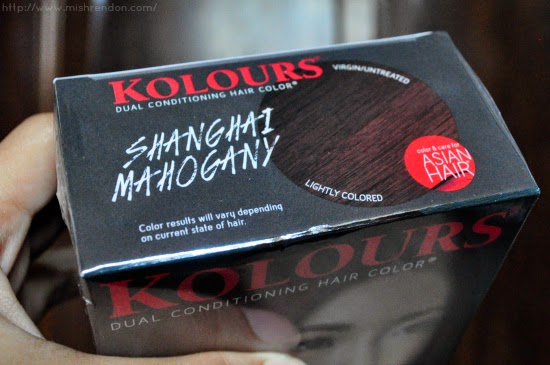 http://www.mishrendon.com/
KOLOURS
DUAL CONDITIONING HAIR COLOR®
VIRGIN/UNTREATED
SHANGHAI
MAHOGANY
color & care for
ASIAN
HAIR
LIGHTLY COLORED
Color results will vary depending
on current state of hair.
KOLOURS
DUAL CONDITIONING HAIR COLOR®